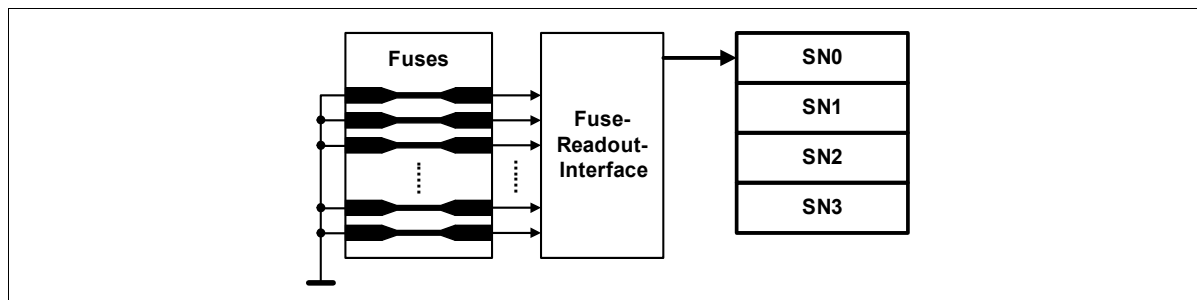 Fuses
Fuse-
Readout-
Interface
SN0
SN1
SN2
SN3